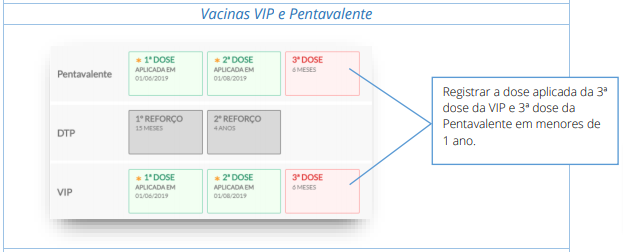 Vacinas VIP e Pentavalente
Pentavalente
1ª DOSE
APLICADA EM
01/06/2019
2ª DOSE
APLICADA EM
01/08/2019
3ª DOSE
6 MESES
DTP
1º REFORÇO
15 MESES
2º REFORÇO
4 ANOS
VIP
1ª DOSE
APLICADA EM
01/06/2019
2ª DOSE
APLICADA EM
01/08/2019
3ª DOSE
6 MESES
Registrar a dose aplicada da 3ª
dose da VIP e 3ª dose da
Pentavalente em menores de
1 ano.